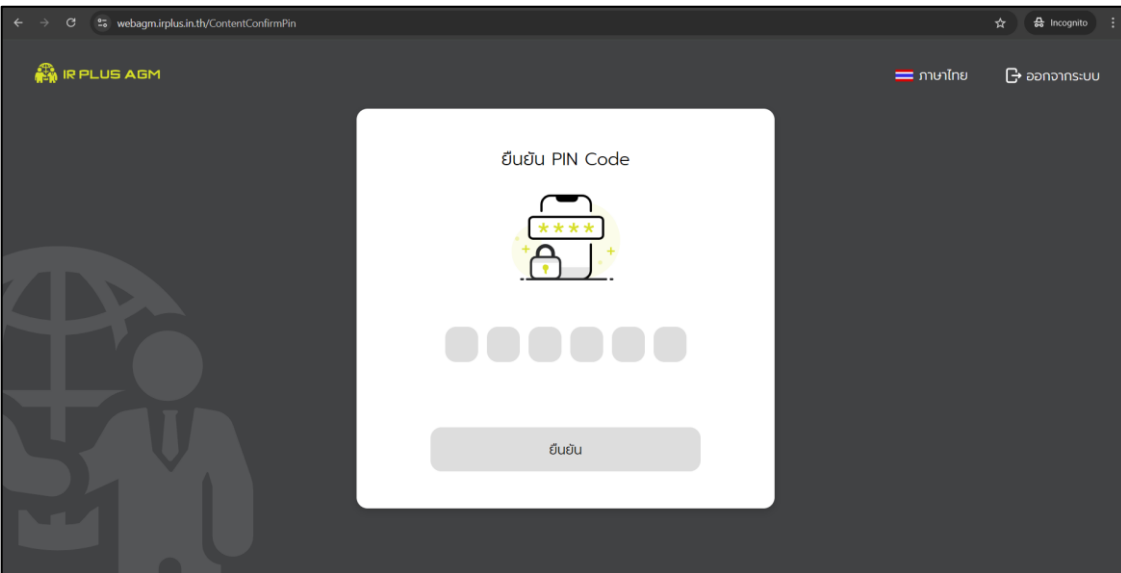 webagm.irplus.in.th/ContentConfirmPin
Incognito
IR PLUS AGM
ภาษาไทย
ออกจากระบบ
ยืนยัน PIN Code
****
ยืนยัน